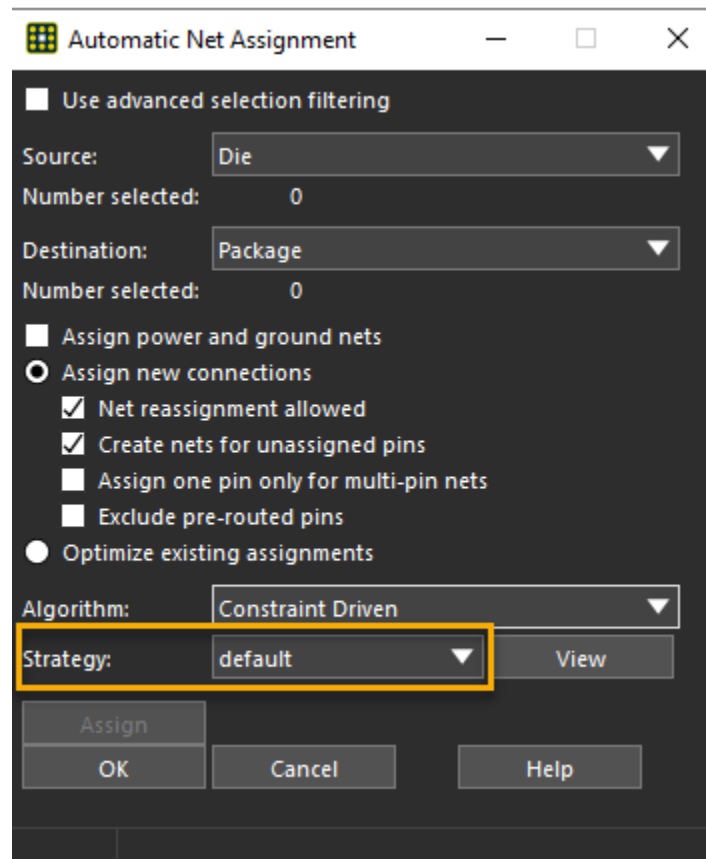 Automatic Net Assignment
Use advanced selection filtering
Source: Die
Number selected: 0
Destination: Package
Number selected: 0
Assign power and ground nets
Assign new connections
Net reassignment allowed
Create nets for unassigned pins
Assign one pin only for multi-pin nets
Exclude pre-routed pins
Optimize existing assignments
Algorithm: Constraint Driven
Strategy: default View
Assign
OK Cancel Help